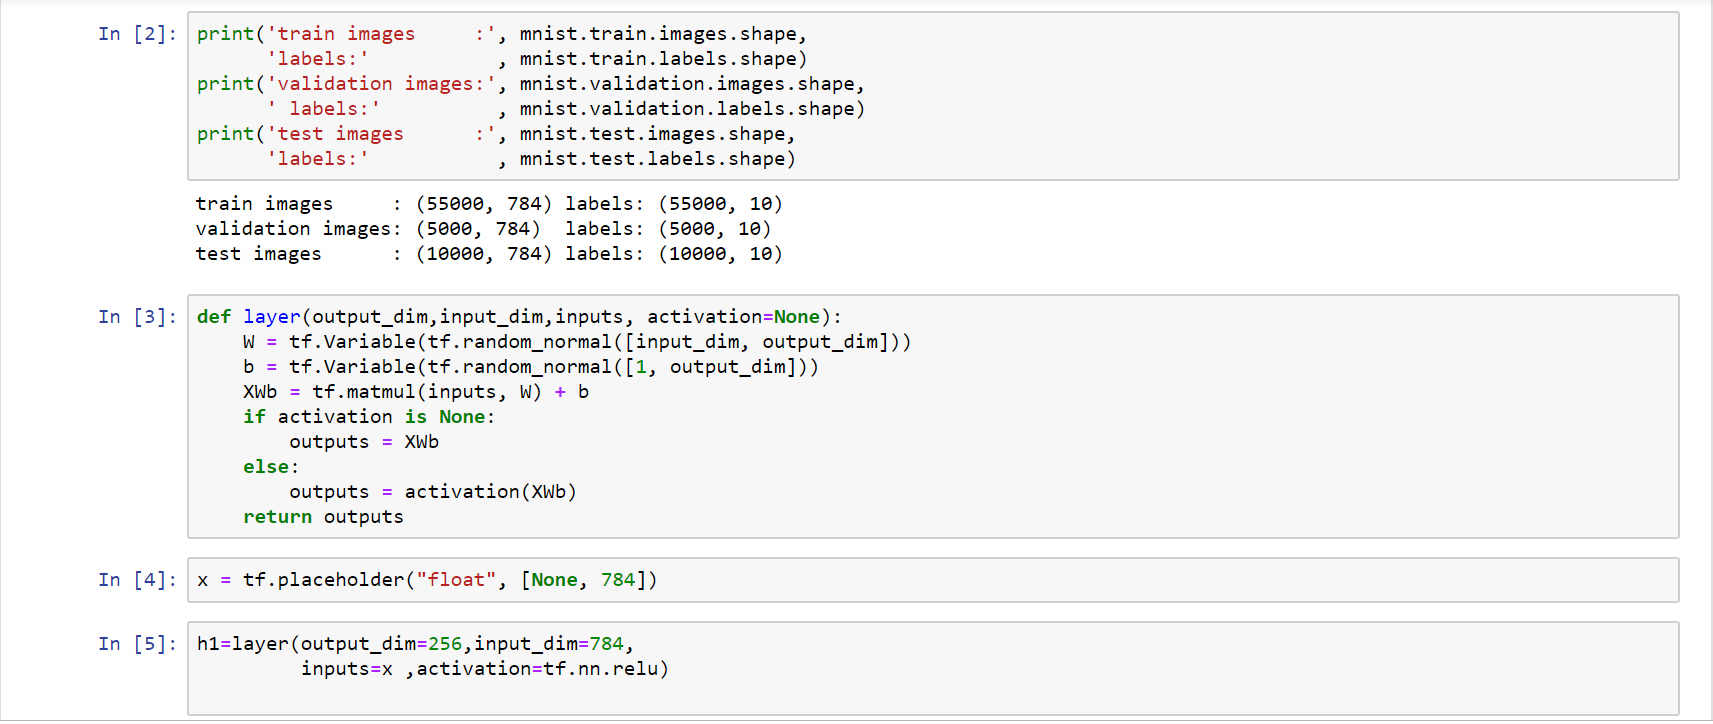 In [2]: print('train images     :', mnist.train.images.shape,
      'labels:'           , mnist.train.labels.shape)
print('validation images:', mnist.validation.images.shape,
      ' labels:'          , mnist.validation.labels.shape)
print('test images      :', mnist.test.images.shape,
      'labels:'           , mnist.test.labels.shape)
train images     : (55000, 784) labels: (55000, 10)
validation images: (5000, 784)  labels: (5000, 10)
test images      : (10000, 784) labels: (10000, 10)
In [3]: def layer(output_dim,input_dim,inputs, activation=None):
    W = tf.Variable(tf.random_normal([input_dim, output_dim]))
    b = tf.Variable(tf.random_normal([1, output_dim]))
    XWb = tf.matmul(inputs, W) + b
    if activation is None:
        outputs = XWb
    else:
        outputs = activation(XWb)
    return outputs
In [4]: x = tf.placeholder("float", [None, 784])
In [5]: h1=layer(output_dim=256,input_dim=784,
         inputs=x ,activation=tf.nn.relu)